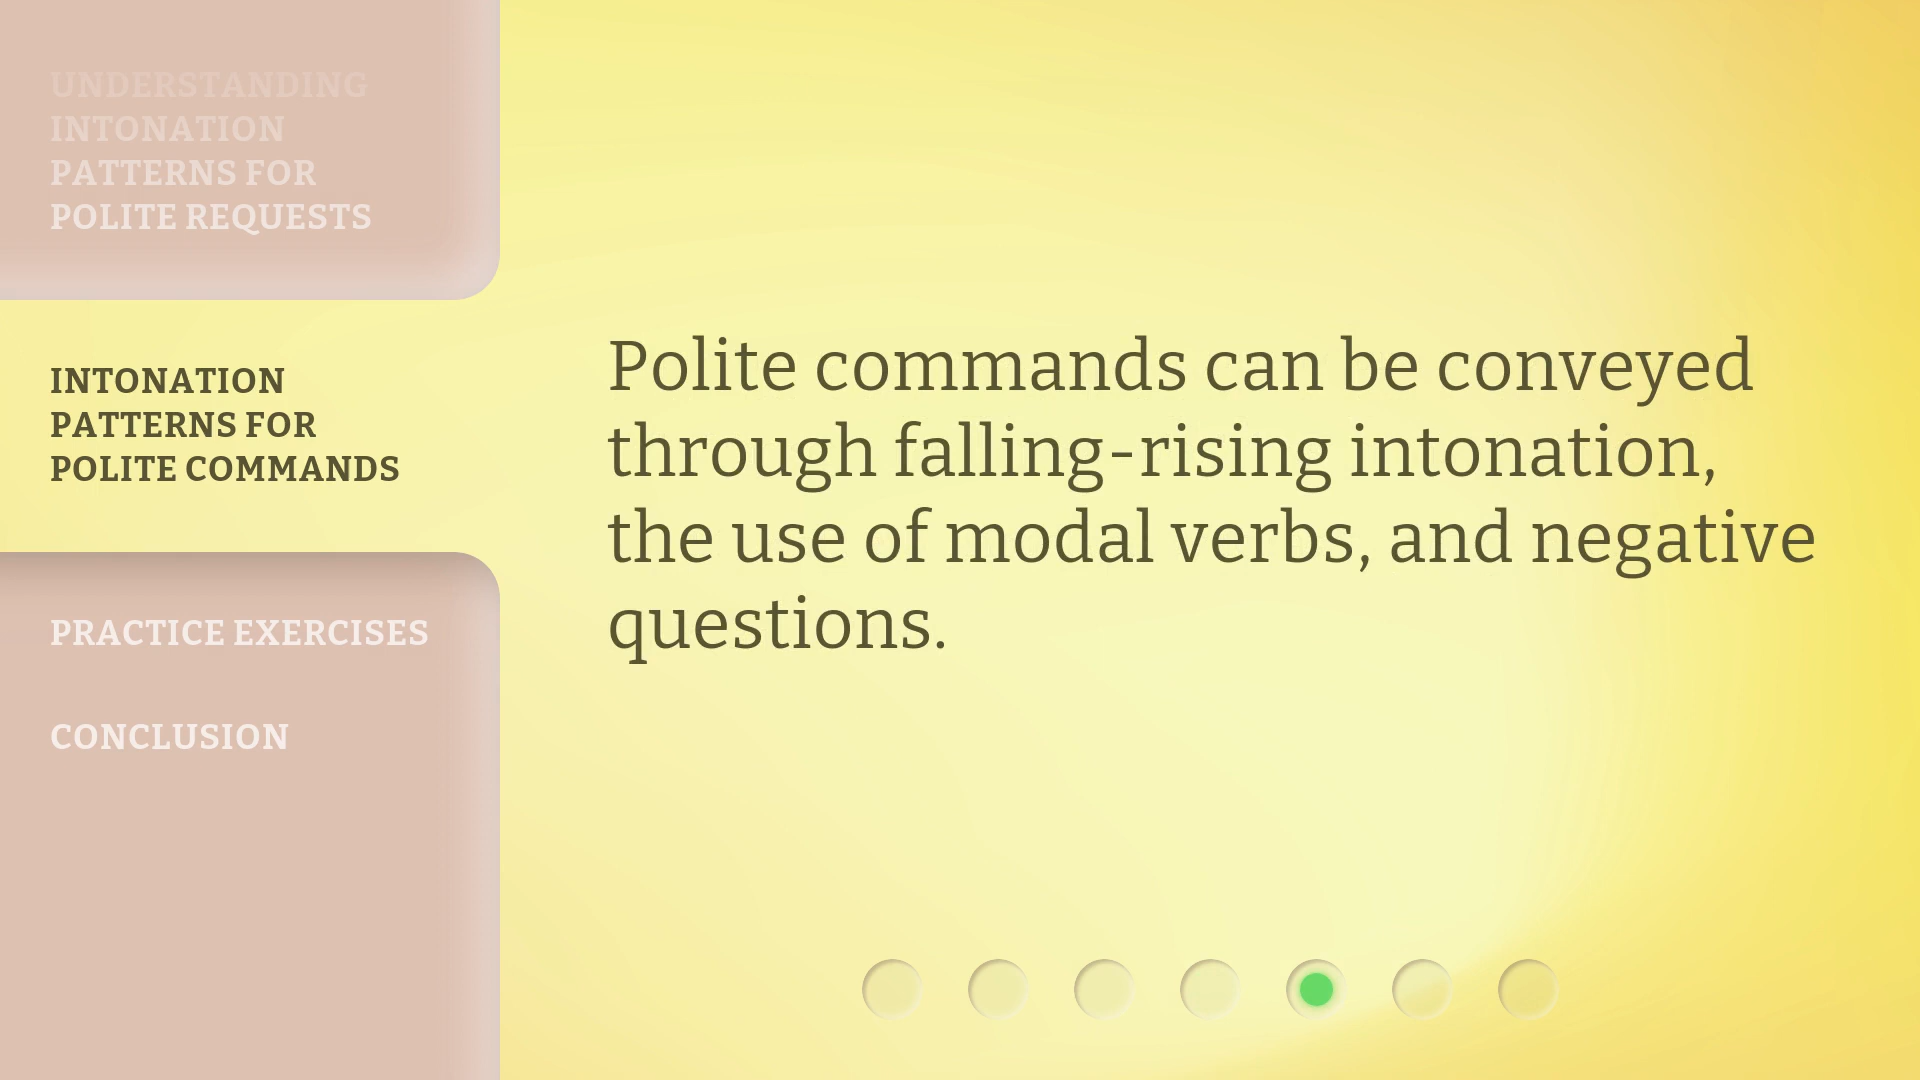 UNDERSTANDING
INTONATION
PATTERNS FOR
POLITE REQUESTS
INTONATION
PATTERNS FOR
POLITE COMMANDS
PRACTICE EXERCISES
CONCLUSION
Polite commands can be conveyed
through falling-rising intonation,
the use of modal verbs, and negative
questions.